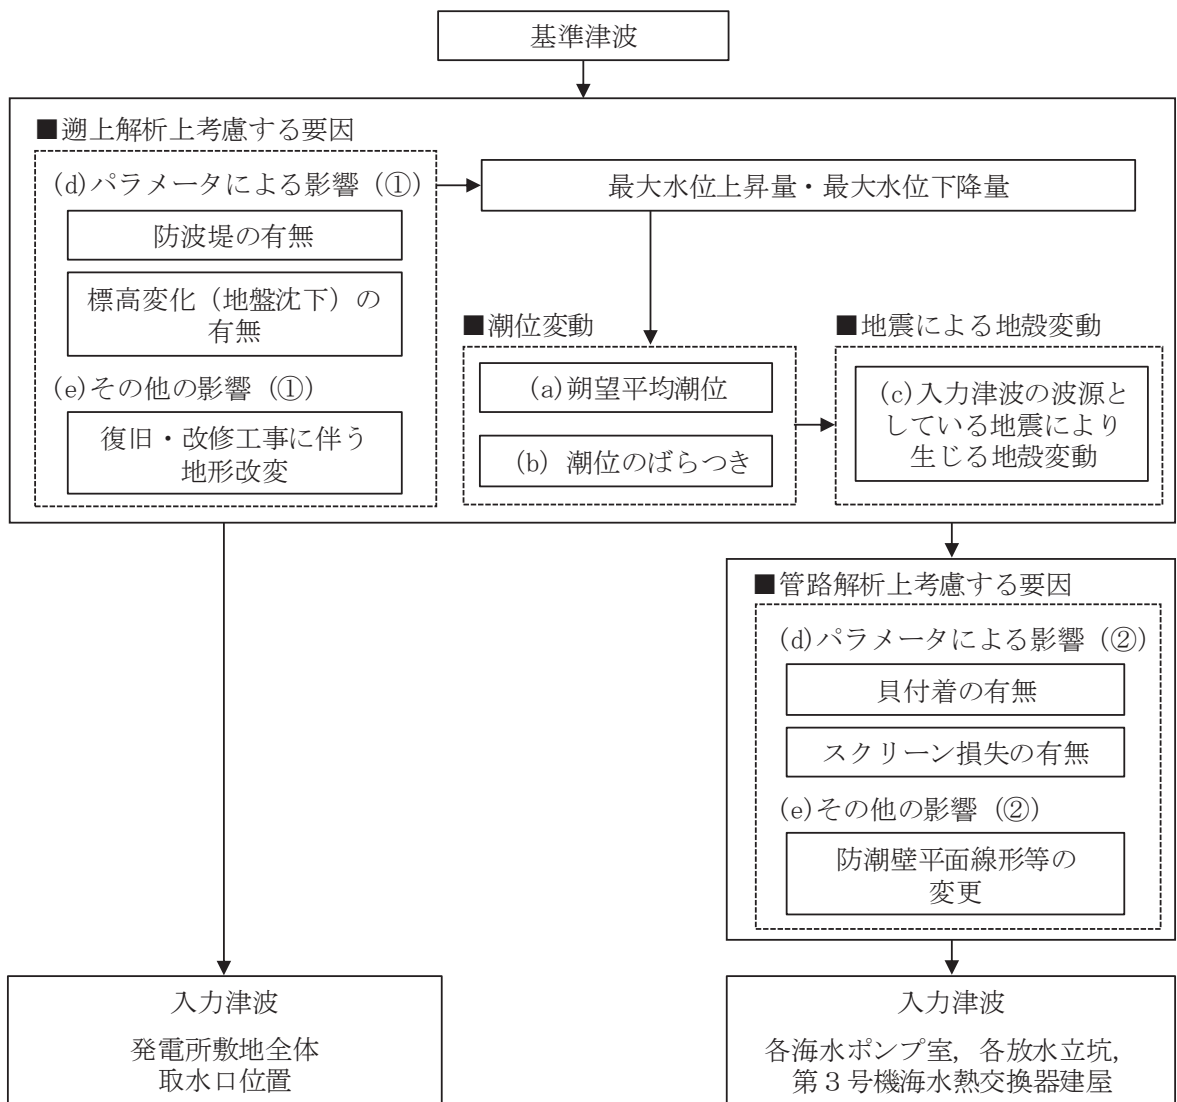 基準津波
■遡上解析上考慮する要因
(d)パラメータによる影響（①）
防波堤の有無
標高変化（地盤沈下）の
有無
(e)その他の影響（①）
復旧・改修工事に伴う
地形改変
最大水位上昇量・最大水位下降量
■潮位変動
(a)朔望平均潮位
(b) 潮位のばらつき
■地震による地殻変動
(c)入力津波の波源と
している地震により
生じる地殻変動
■管路解析上考慮する要因
(d)パラメータによる影響（②）
貝付着の有無
スクリーン損失の有無
(e)その他の影響（②）
防潮壁平面線形等の
変更
入力津波
発電所敷地全体
取水口位置
入力津波
各海水ポンプ室，各放水立坑，
第３号機海水熱交換器建屋